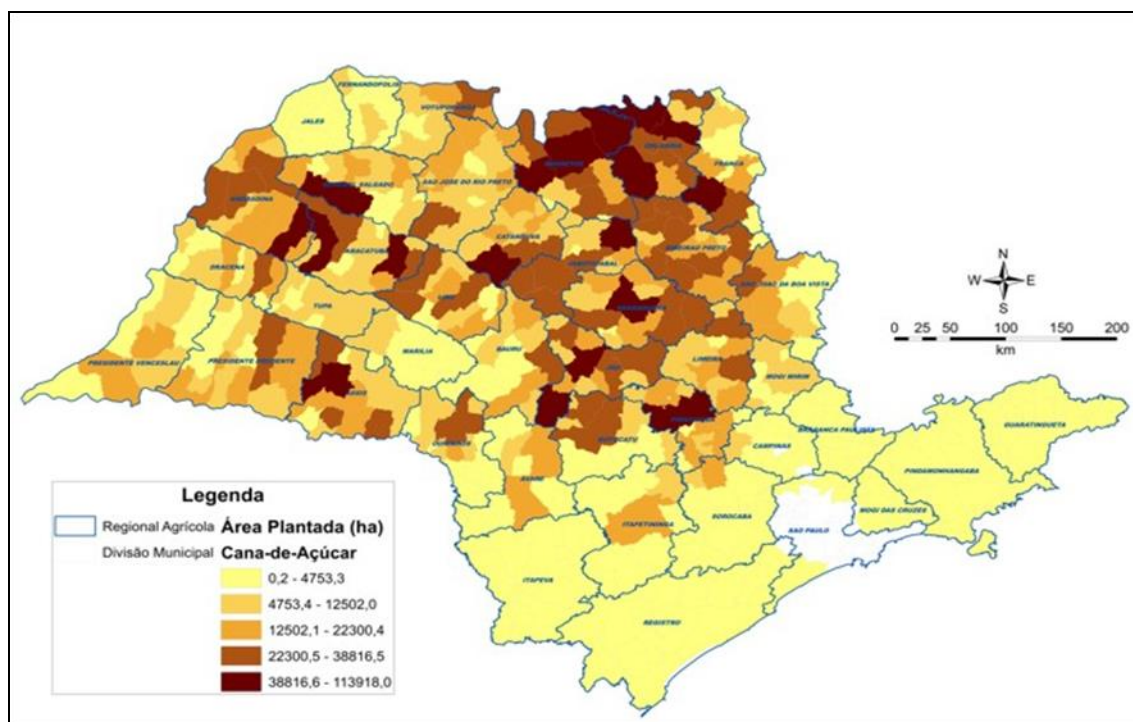 FERNANDOPOLIS
VOTUPORANGA
JALES
BARRETOS
ORLANDIA
FRANCA
GENERAL SALGADO
SAO JOSE DO RIO PRETO
ANDRADINA
CATANDUVA
RIBEIRAO PRETO
ARACATUBA
JABOTICABAL
DRACENA
SAO JOAO DA BOA VISTA
LINS
TUPA
ARARAQUARA
MARILIA
BAURU
PRESIDENTE VENCESLAU
PRESIDENTE PRUDENTE
JAU
LIMEIRA
MOGI MIRIM
ASSIS
PIRACICABA
OURINHOS
BOTUCATU
CAMPINAS
BRAGANCA PAULISTA
GUARATINGUETA
PINDAMONHANGABA
AVARE
SOROCABA
MOGI DAS CRUZES
ITAPETININGA
SAO PAULO
ITAPEVA
REGISTRO
N
W E
S
0 25 50 100 150 200
km
Legenda
Regional Agrícola Área Plantada (ha)
Divisão Municipal Cana-de-Açúcar
0,2 - 4753,3
4753,4 - 12502,0
12502,1 - 22300,4
22300,5 - 38816,5
38816,6 - 113918,0